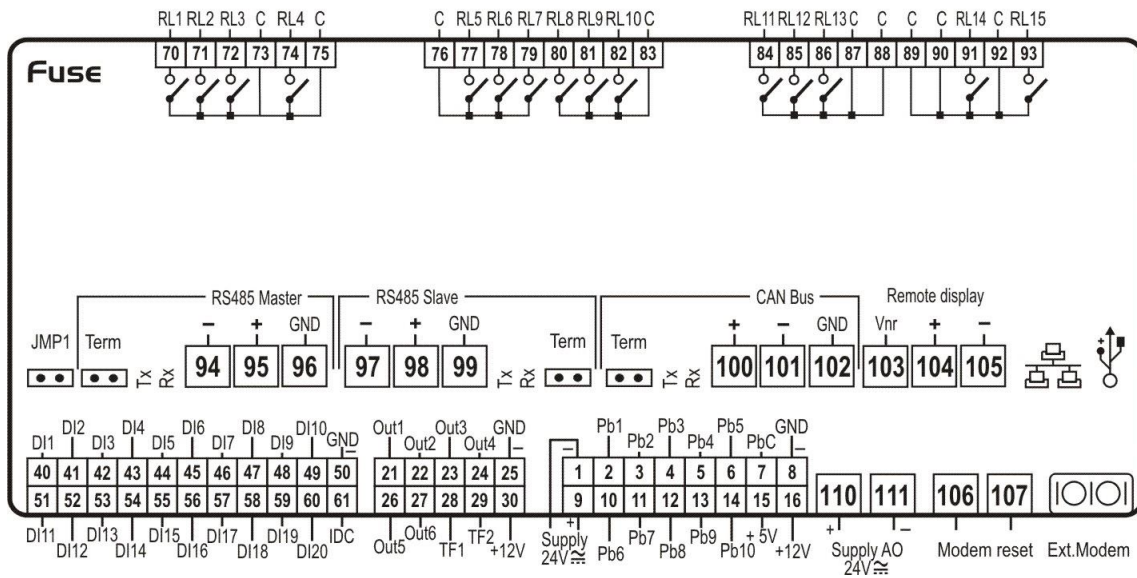 RL1 RL2 RL3 C RL4 C C RL5 RL6 RL7 RL8 RL9 RL10 C RL11 RL12 RL13 C C C C RL14 C RL15
70 71 72 73 74 75 76 77 78 79 80 81 82 83 84 85 86 87 88 89 90 91 92 93
Fuse
RS485 Master RS485 Slave CAN Bus Remote display
− + GND − + GND + − GND Vnr + −
JMP1 Term Term Term
Tx Rx 94 95 96 97 98 99 Tx Rx Tx Rx 100 101 102 103 104 105
DI2 DI4 DI6 DI8 DI10 Out1 Out3 GND Pb1 Pb3 Pb5 GND
DI1 DI3 DI5 DI7 DI9 GND − Out2 Out4 − − Pb2 Pb4 PbC −
40 41 42 43 44 45 46 47 48 49 50 21 22 23 24 25 1 2 3 4 5 6 7 8
51 52 53 54 55 56 57 58 59 60 61 26 27 28 29 30 9 10 11 12 13 14 15 16 110 111 106 107
DI11 DI13 DI15 DI17 DI19 IDC Out6 TF2 + Pb7 Pb9 + 5V + −
DI12 DI14 DI16 DI18 DI20 Out5 TF1 +12V Supply 24V Pb6 Pb8 Pb10 +12V Supply AO 24V Modem reset Ext.Modem